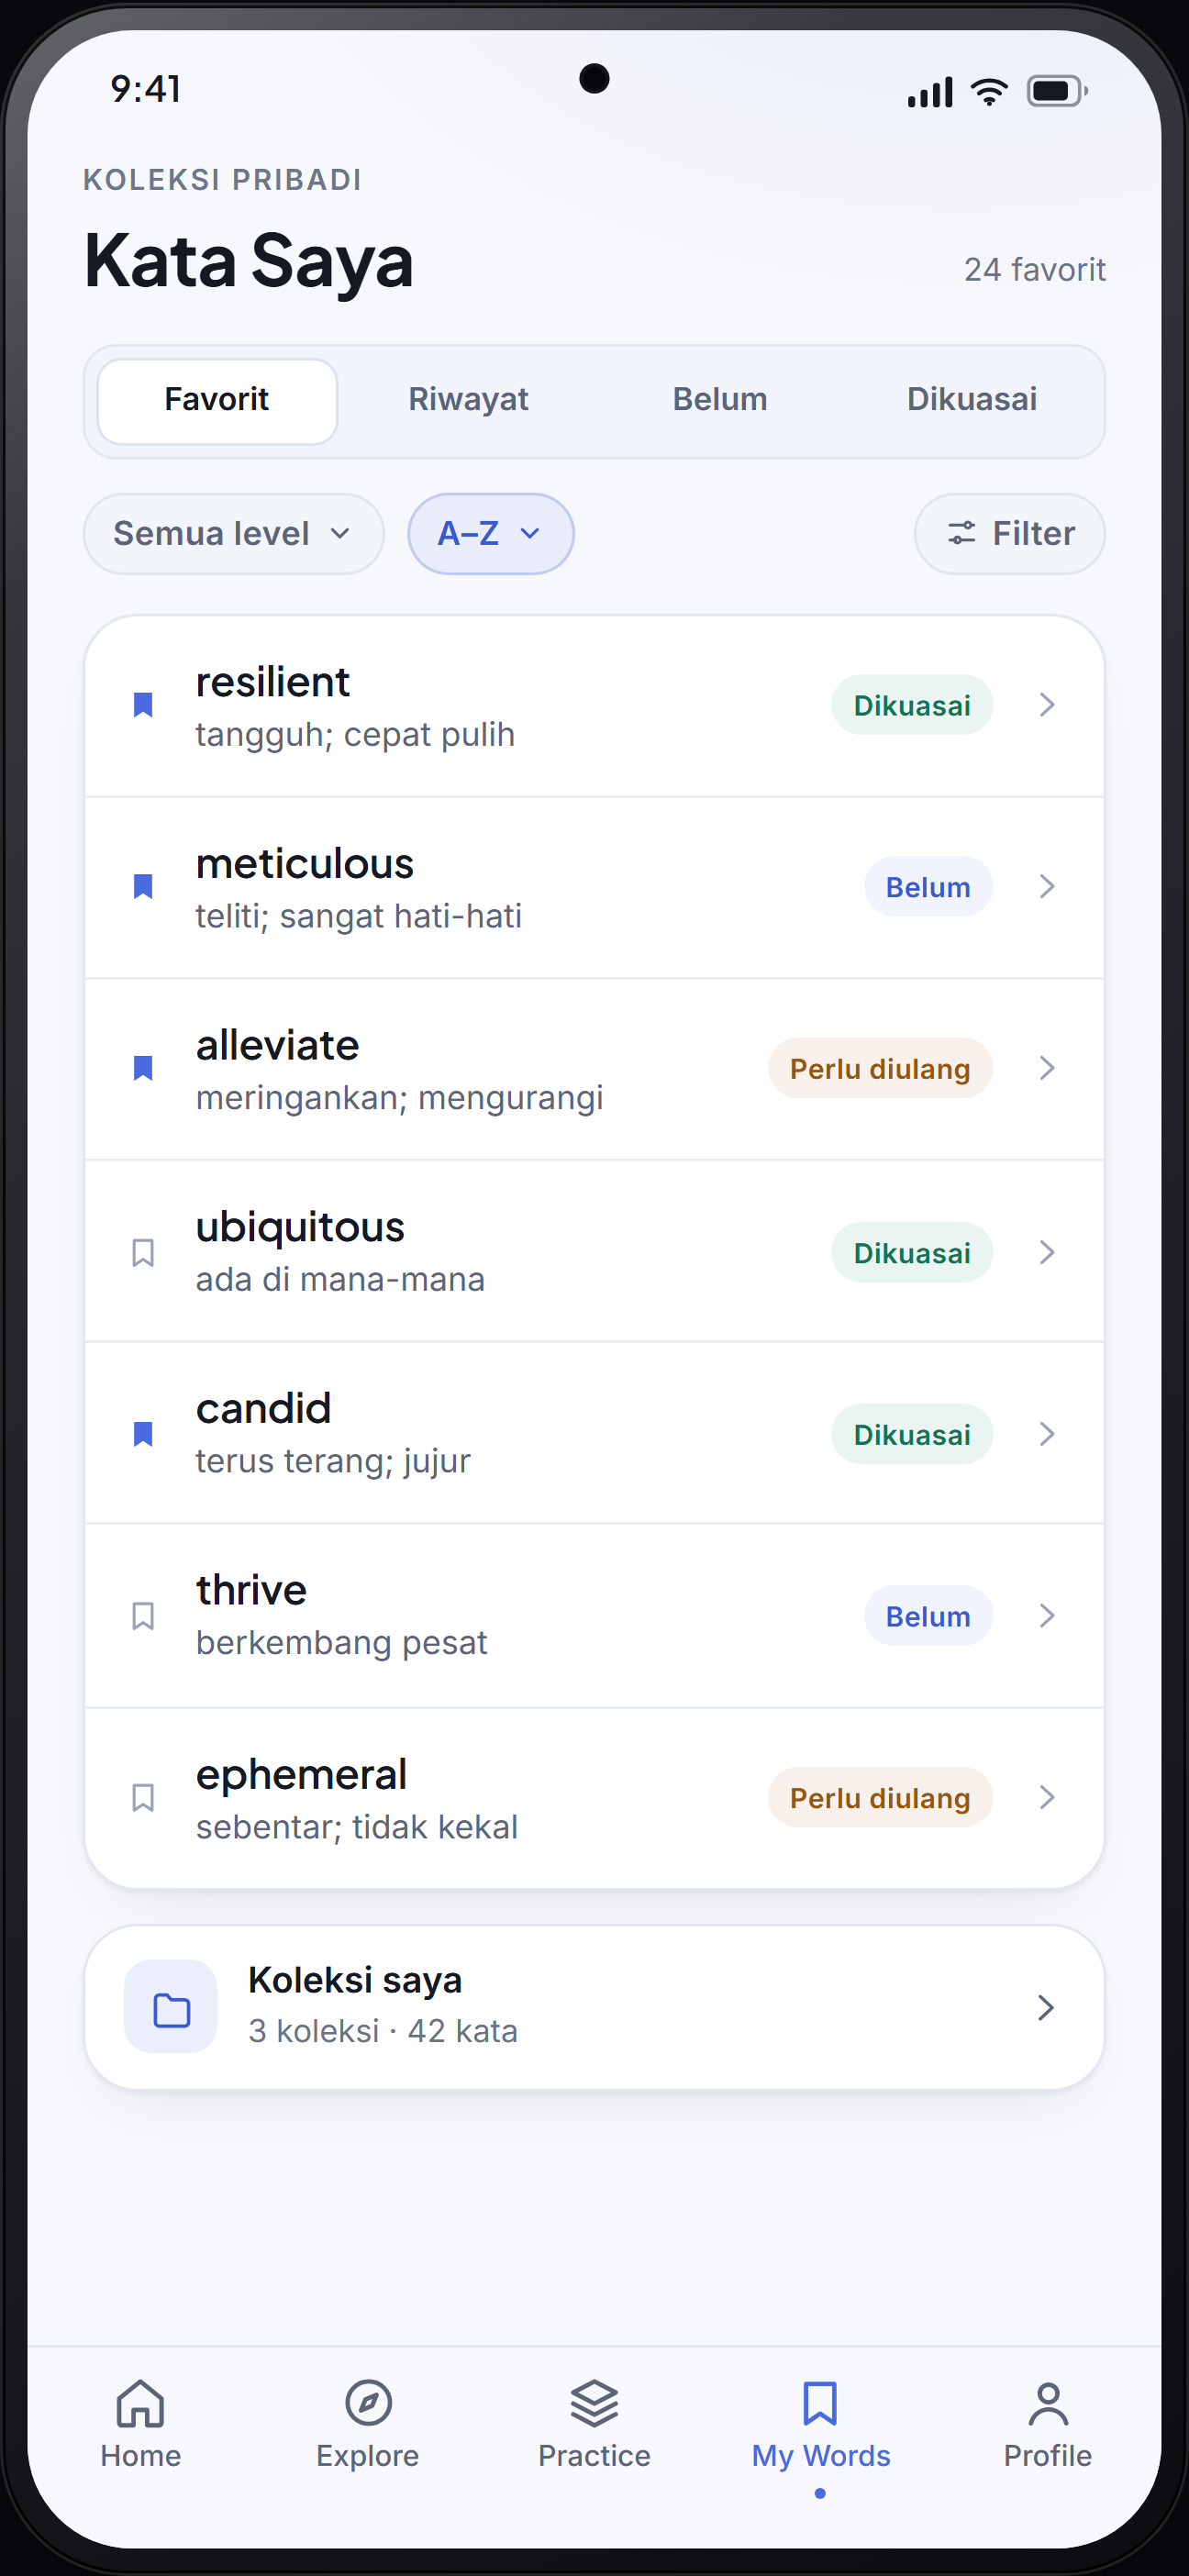 9:41
KOLEKSI PRIBADI
Kata Saya
24 favorit
Favorit Riwayat Belum Dikuasai
Semua level A–Z Filter
resilient
tangguh; cepat pulih
Dikuasai
meticulous
teliti; sangat hati-hati
Belum
alleviate
meringankan; mengurangi
Perlu diulang
ubiquitous
ada di mana-mana
Dikuasai
candid
terus terang; jujur
Dikuasai
thrive
berkembang pesat
Belum
ephemeral
sebentar; tidak kekal
Perlu diulang
Koleksi saya
3 koleksi · 42 kata
Home Explore Practice My Words Profile